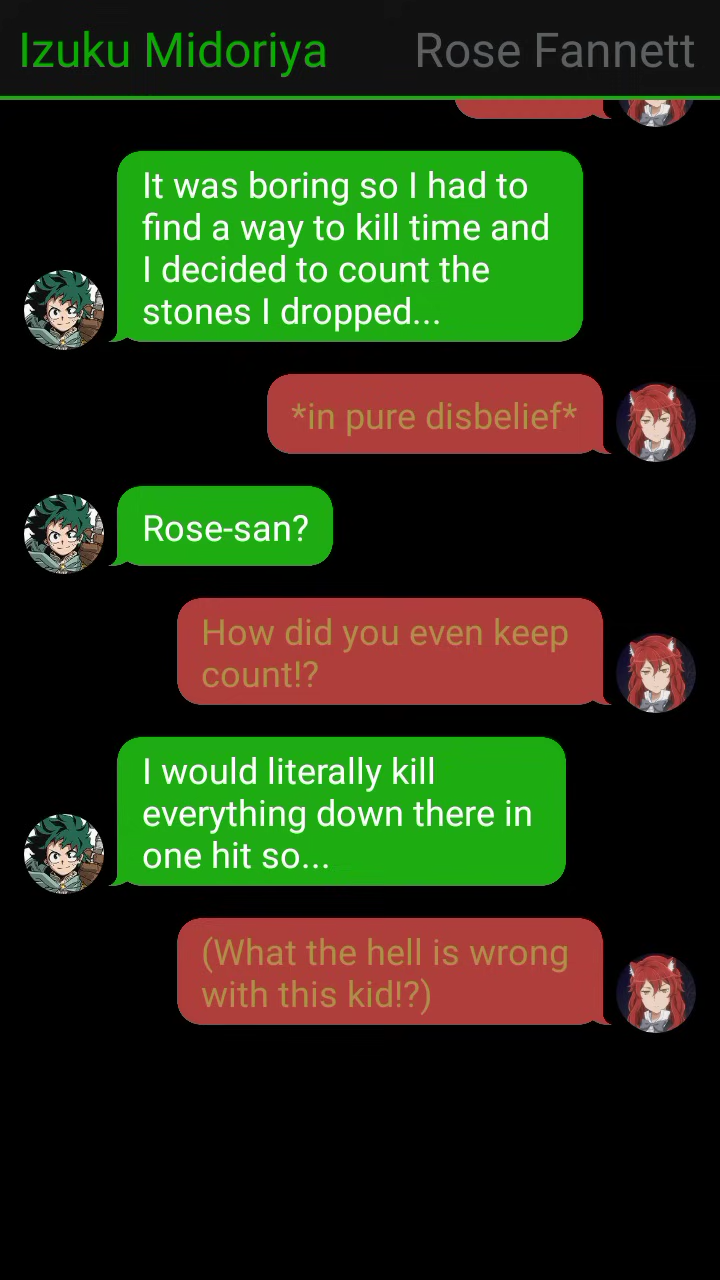 Izuku Midoriya Rose Fannett
It was boring so I had to
find a way to kill time and
I decided to count the
stones I dropped...
*in pure disbelief*
Rose-san?
How did you even keep
count!?
I would literally kill
everything down there in
one hit so...
(What the hell is wrong
with this kid!?)